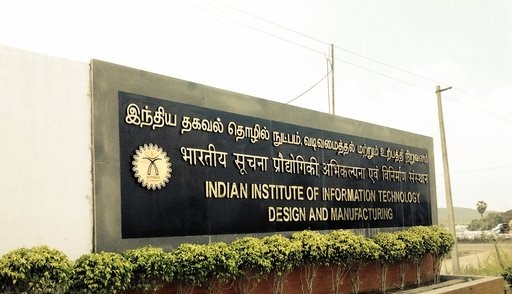 இந்திய தகவல் தொழில் நுட்பம், வடிவமைத்தல் மற்றும் உற்பத்தி நிறுவனம்
भारतीय सूचना प्रौद्योगिकी अभिकल्पना एवं विनिर्माण संस्थान
INDIAN INSTITUTE OF INFORMATION TECHNOLOGY
DESIGN AND MANUFACTURING